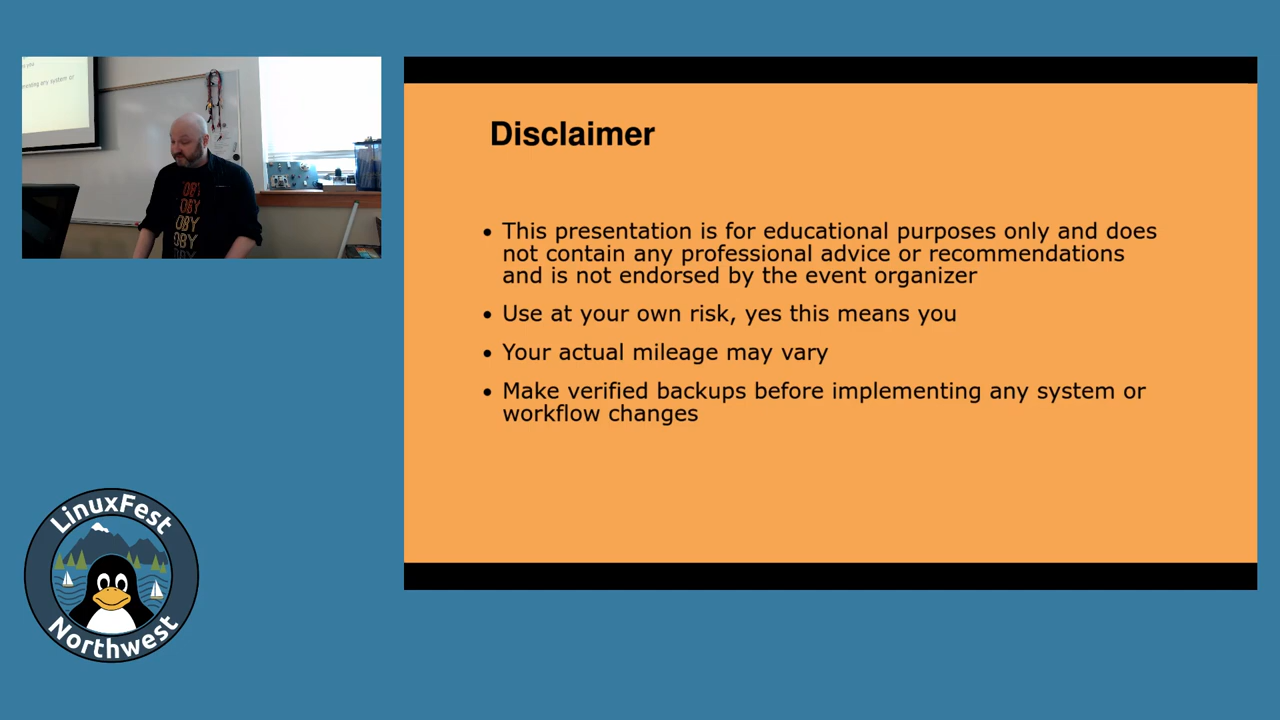 Disclaimer
• This presentation is for educational purposes only and does
not contain any professional advice or recommendations
and is not endorsed by the event organizer
• Use at your own risk, yes this means you
• Your actual mileage may vary
• Make verified backups before implementing any system or
workflow changes
OBY
OBY
LinuxFest
Northwest